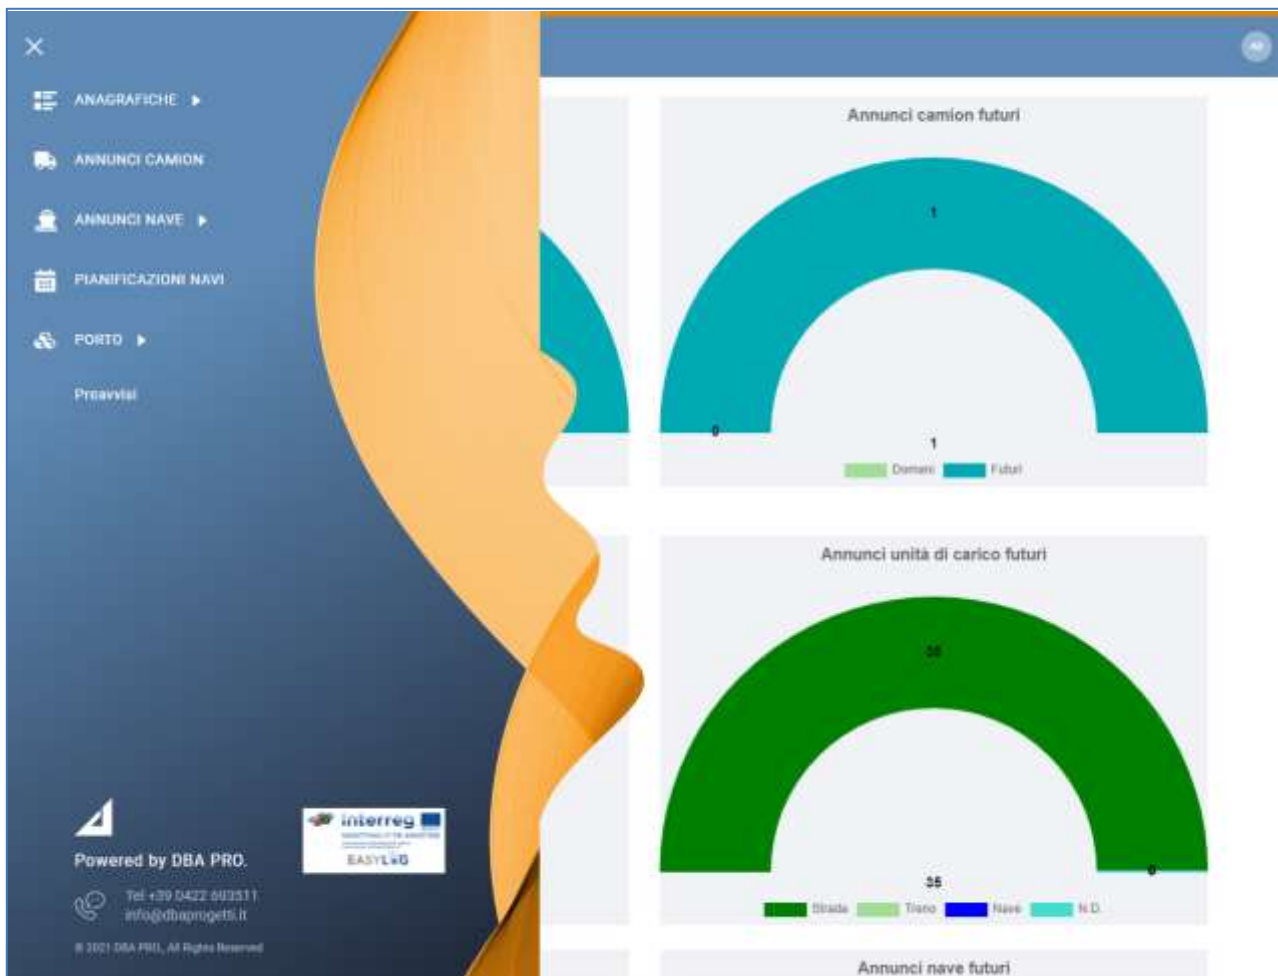 ANAGRAFICHE
ANNUNCI CAMION
ANNUNCI NAVE
PIANIFICAZIONI NAVI
PORTO
Preavvisi
Powered by DBA PRO.
Tel +39 0422 693511
info@dbaprogetti.it
© 2021 DBA PRO., All Rights Reserved
interreg
EASYLOG
Annunci camion futuri
1
0
1
Domani Futuri
Annunci unità di carico futuri
35
0
35
Strada Treno Nave N.D.
Annunci nave futuri